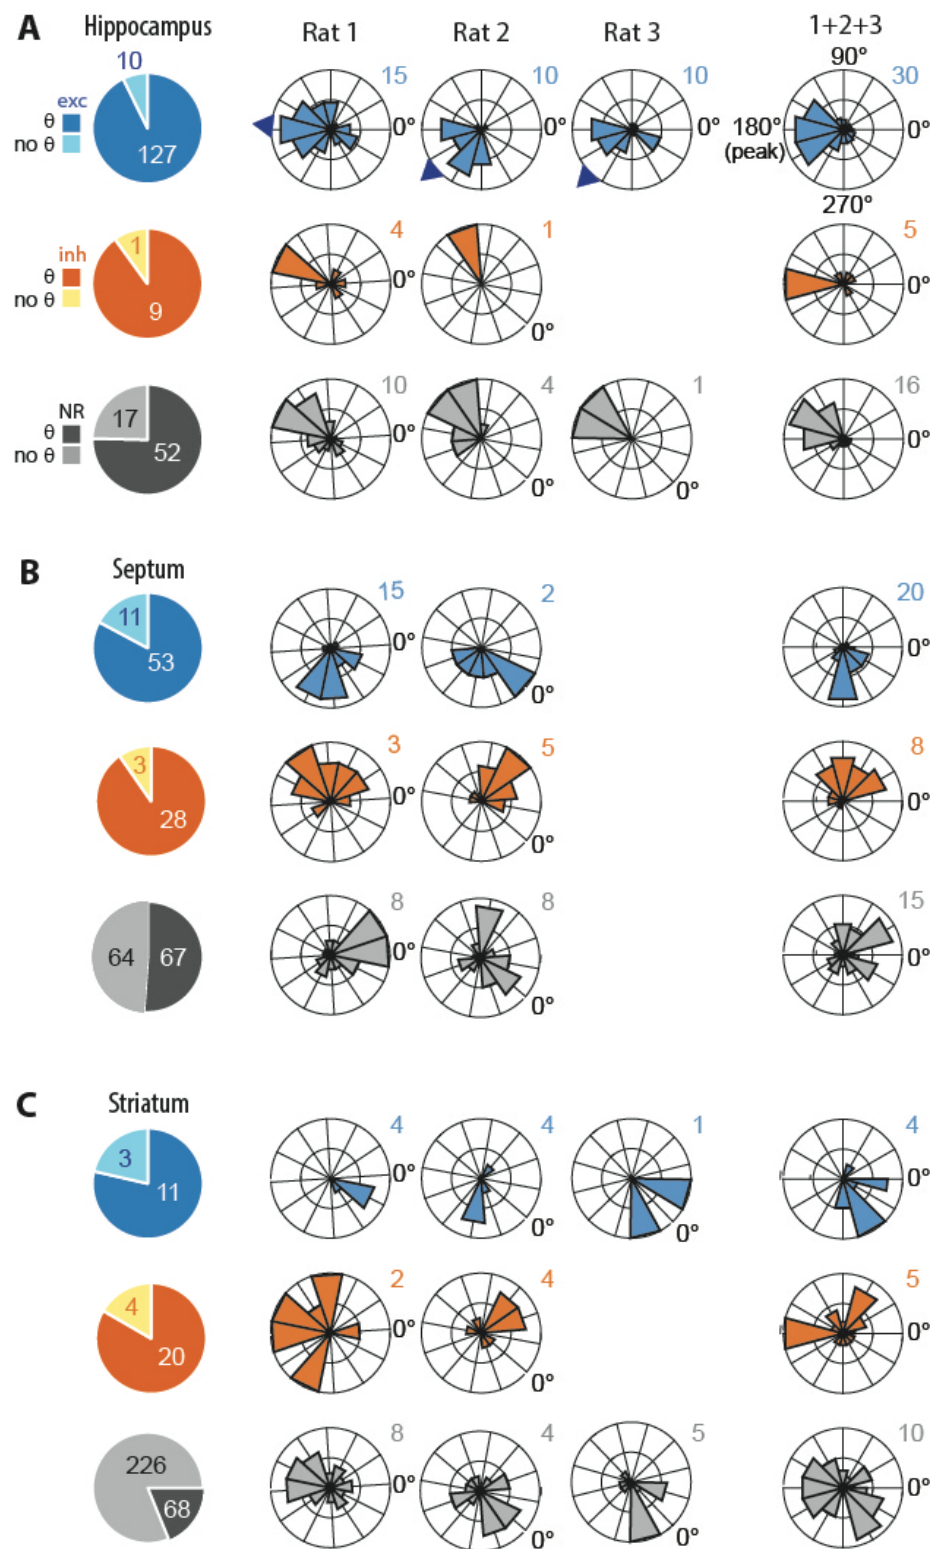 A Hippocampus Rat 1 Rat 2 Rat 3 1+2+3
90°
10 15 10 10 30
exc
θ
no θ
127
0° 0° 0° 180° 0°
(peak)
270°
inh
θ
no θ
1
9
4 1 5
0° 0°
0°
NR
θ
no θ
17
52
10 4 1 16
0° 0°
0° 0°
B Septum
11
53
15 2 20
0° 0°
0°
3
28
3 5 8
0° 0°
0°
64 67
8 8 15
0° 0°
0°
C Striatum
3
11
4 4 1 4
0° 0°
0° 0°
4
20
2 4 5
0° 0°
0°
226
68
8 4 5 10
0° 0°
0° 0°